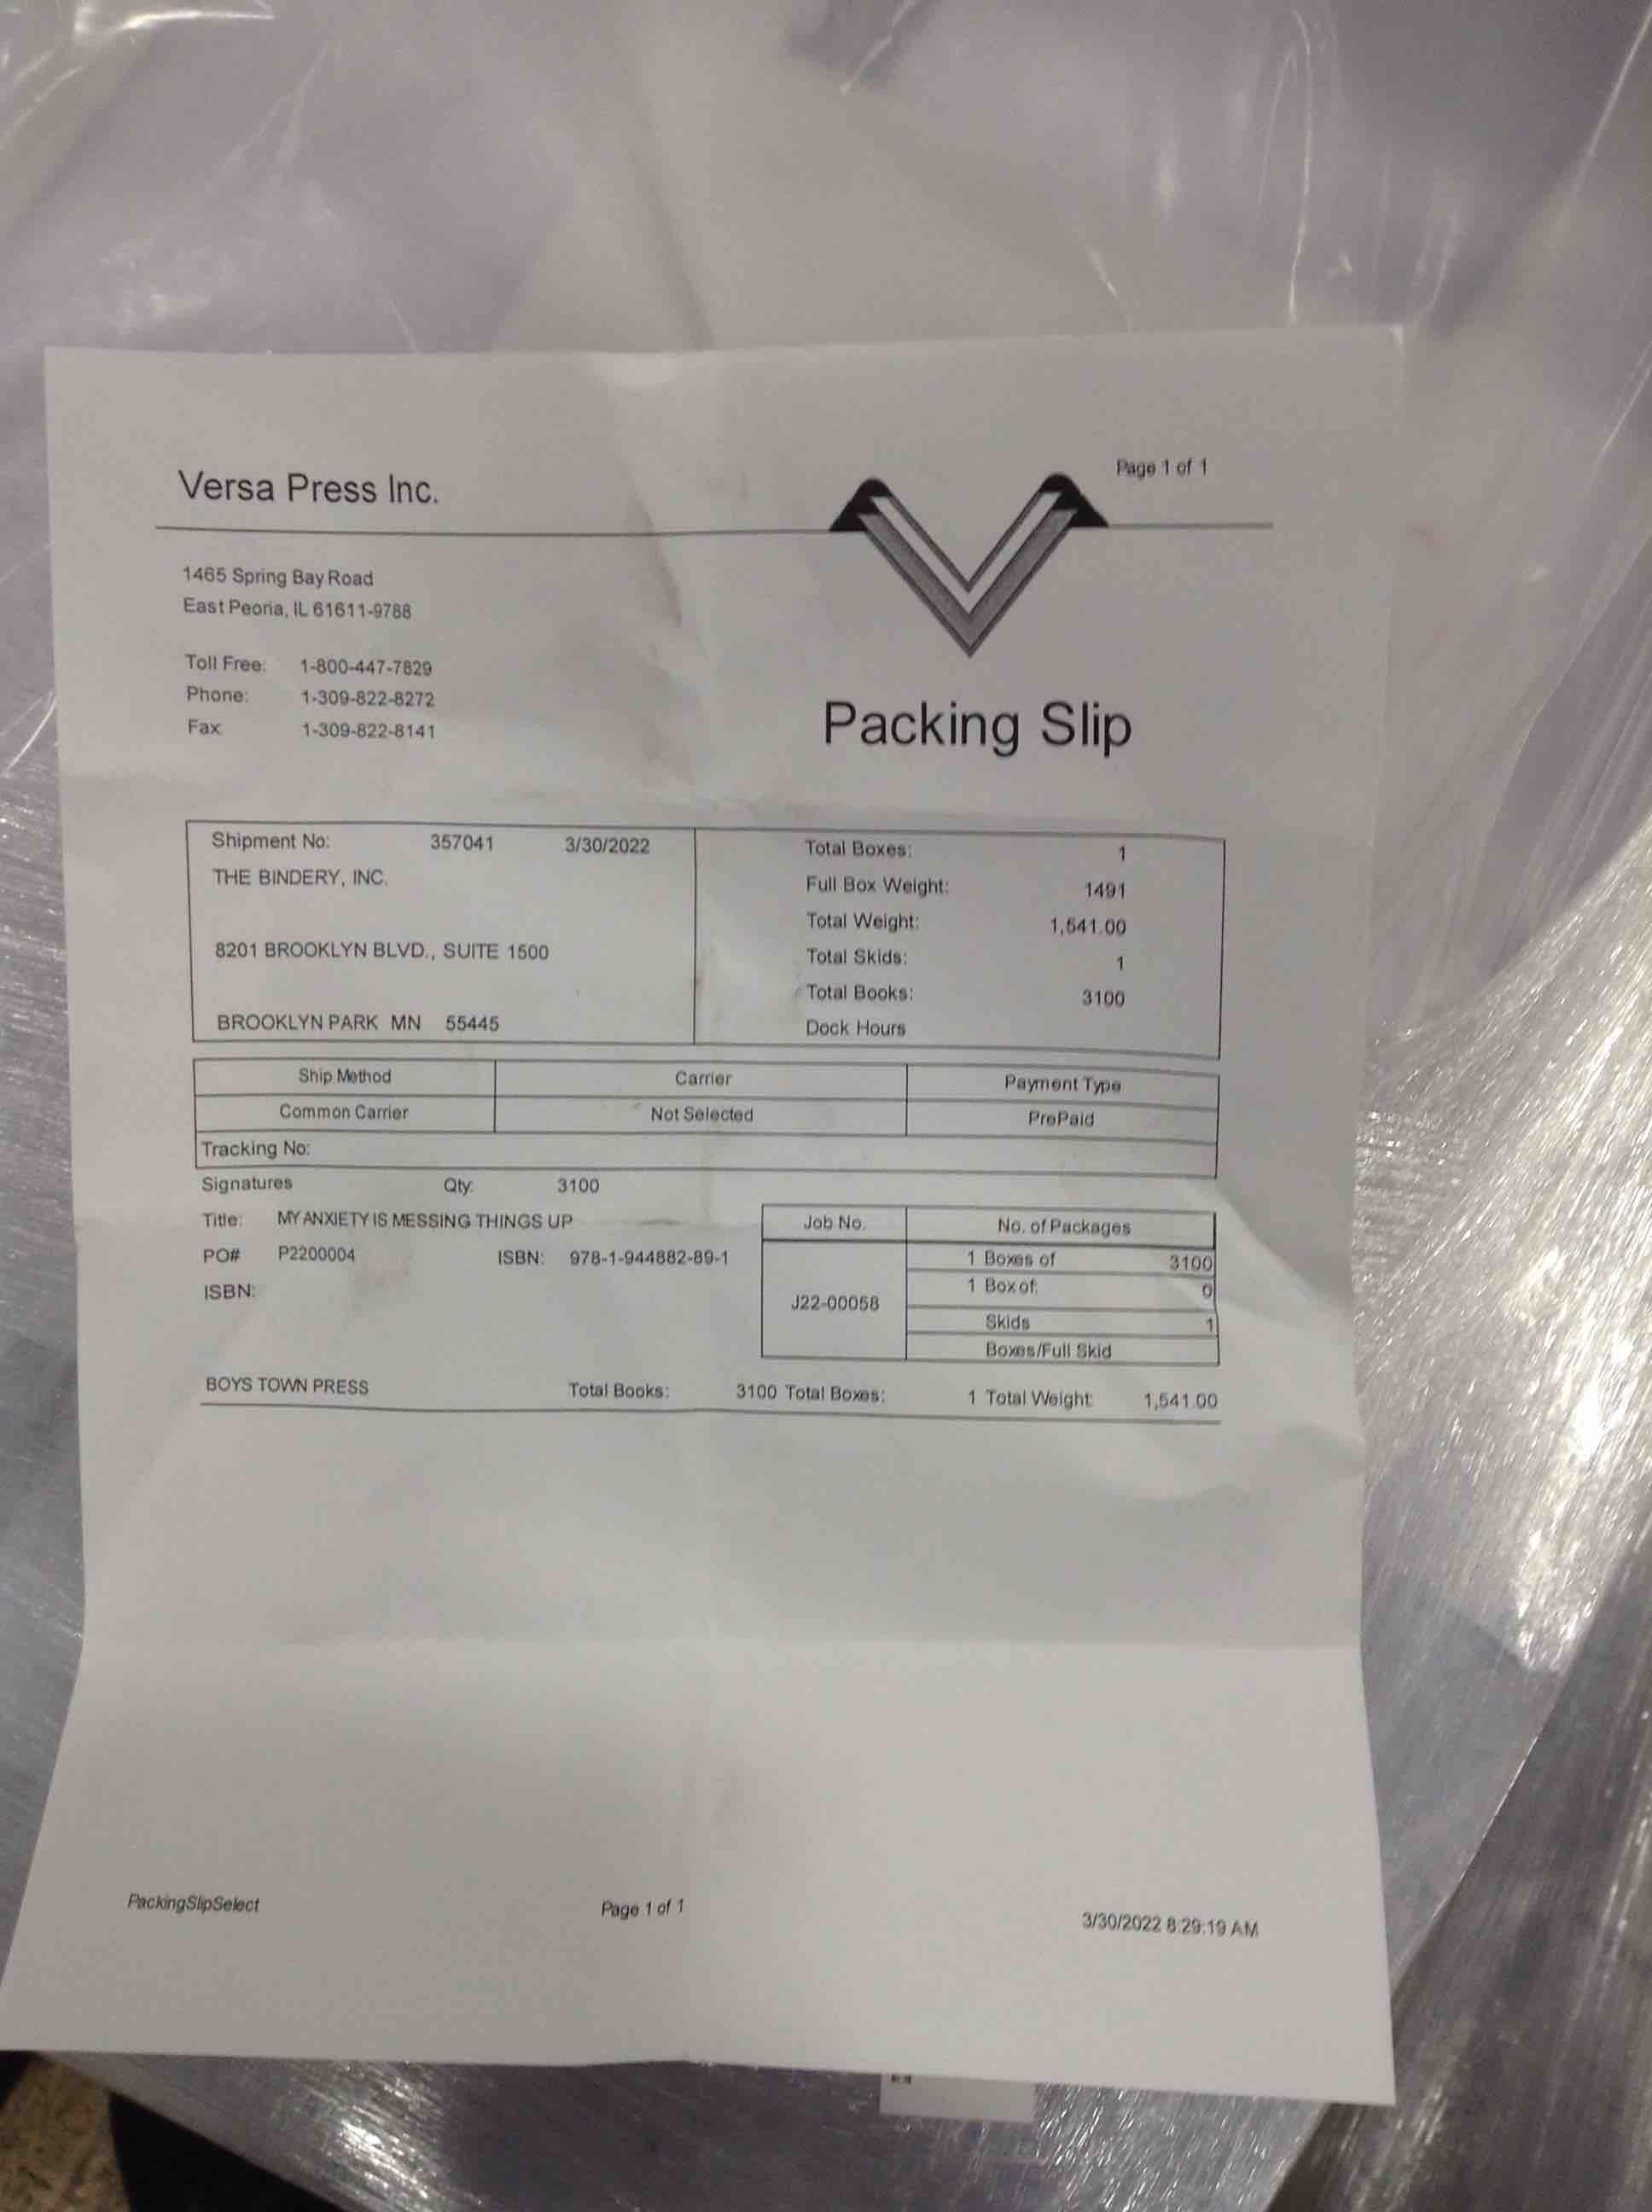 Page 1 of 1
Versa Press Inc.
1465 Spring Bay Road
East Peoria, IL 61611-9788
Toll Free: 1-800-447-7829
Phone: 1-309-822-8272
Fax: 1-309-822-8141
Packing Slip
Shipment No: 357041 3/30/2022
THE BINDERY, INC.
8201 BROOKLYN BLVD., SUITE 1500
BROOKLYN PARK MN 55445
Total Boxes: 1
Full Box Weight: 1491
Total Weight: 1,541.00
Total Skids: 1
Total Books: 3100
Dock Hours
Ship Method Carrier Payment Type
Common Carrier Not Selected PrePaid
Tracking No:
Signatures Qty: 3100
Title: MY ANXIETY IS MESSING THINGS UP
PO# P2200004 ISBN: 978-1-944882-89-1
ISBN:
Job No. No. of Packages
J22-00058
1 Boxes of 3100
1 Box of: 0
Skids 1
Boxes/Full Skid
BOYS TOWN PRESS Total Books: 3100 Total Boxes: 1 Total Weight: 1,541.00
PackingSlipSelect Page 1 of 1 3/30/2022 8:29:19 AM